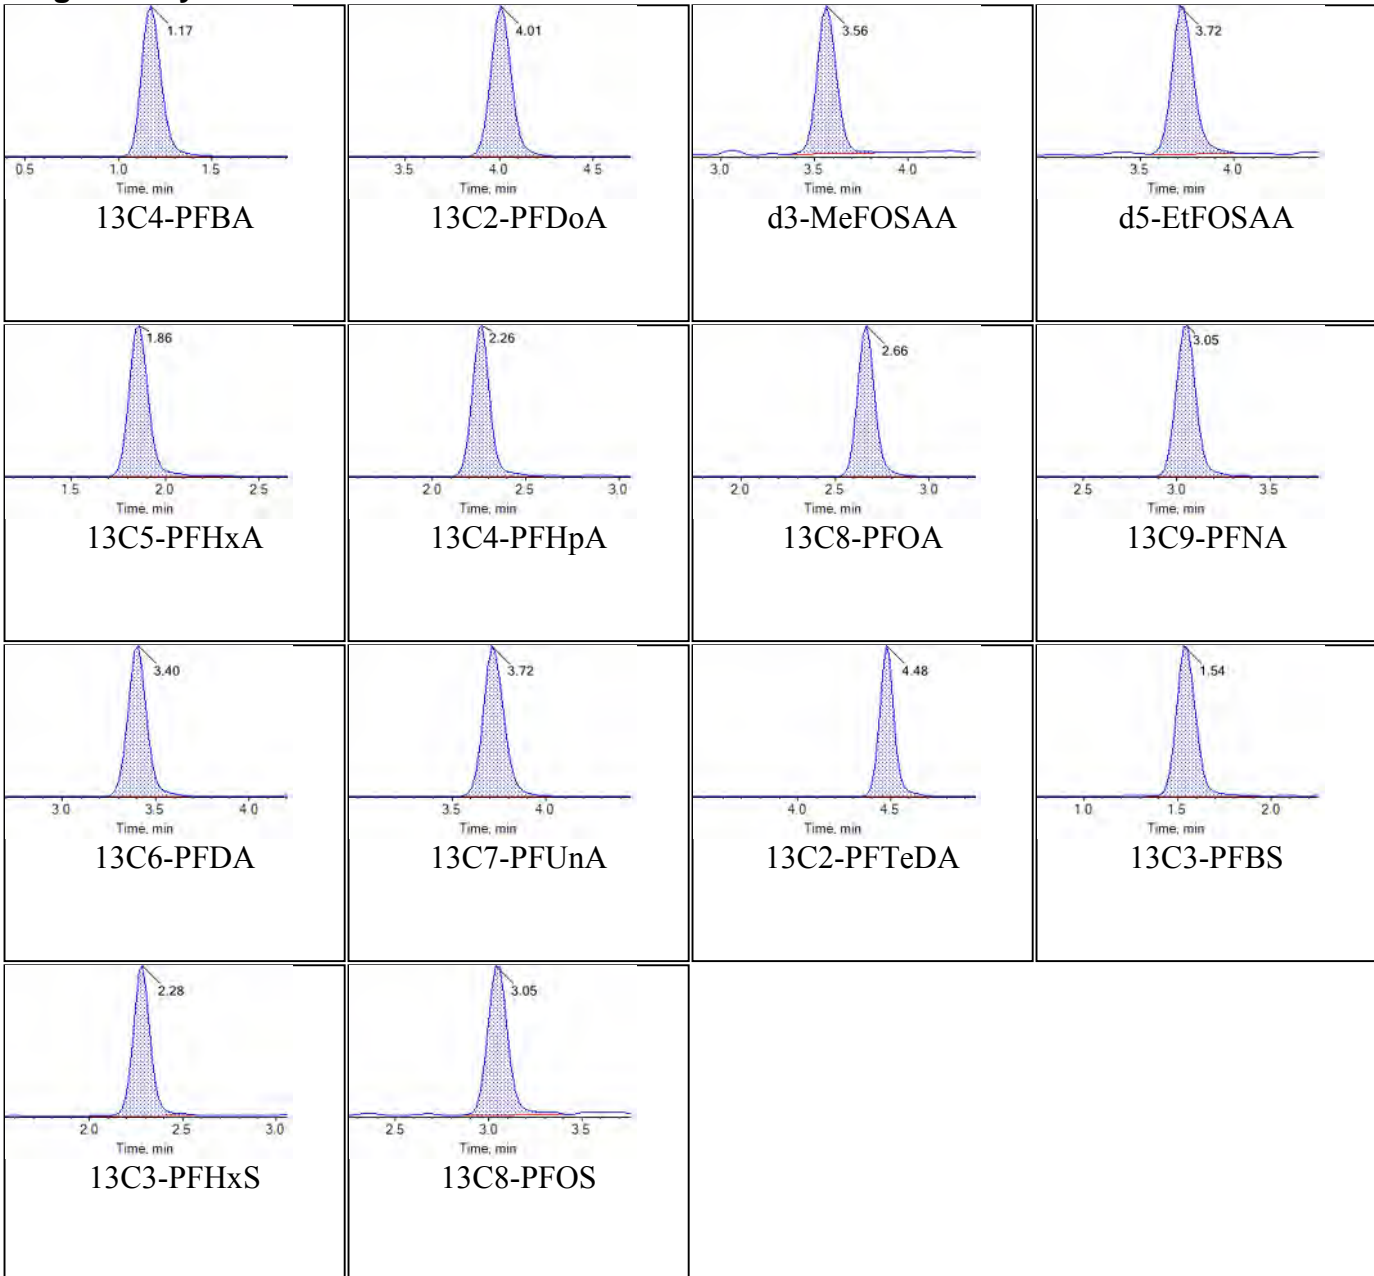 1.17
0.5 1.0 1.5
Time, min
13C4-PFBA
4.01
3.5 4.0 4.5
Time, min
13C2-PFDoA
3.56
3.0 3.5 4.0
Time, min
d3-MeFOSAA
3.72
3.5 4.0
Time, min
d5-EtFOSAA
1.86
1.5 2.0 2.5
Time, min
13C5-PFHxA
2.26
2.0 2.5 3.0
Time, min
13C4-PFHpA
2.66
2.0 2.5 3.0
Time, min
13C8-PFOA
3.05
2.5 3.0 3.5
Time, min
13C9-PFNA
3.40
3.0 3.5 4.0
Time, min
13C6-PFDA
3.72
3.5 4.0
Time, min
13C7-PFUnA
4.48
4.0 4.5
Time, min
13C2-PFTeDA
1.54
1.0 1.5 2.0
Time, min
13C3-PFBS
2.28
2.0 2.5 3.0
Time, min
13C3-PFHxS
3.05
2.5 3.0 3.5
Time, min
13C8-PFOS